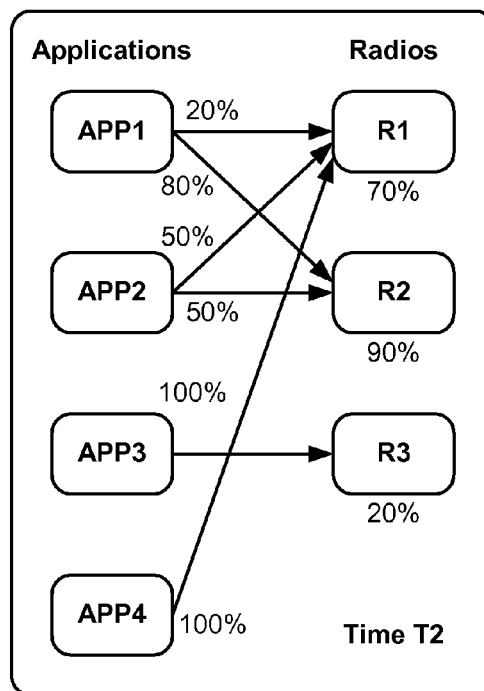 Applications Radios
APP1 20% R1
80% 70%
50%
APP2 R2
50% 90%
100%
APP3 R3
20%
APP4 100%
Time T2